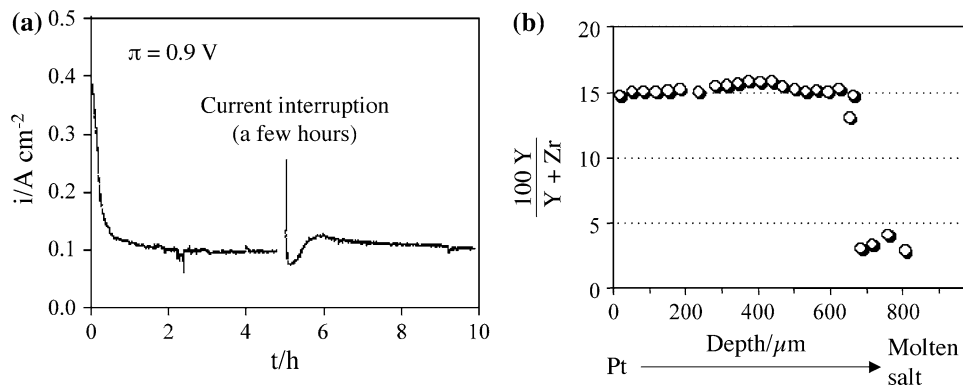 (a)
0.5
0.4
0.3
0.2
0.1
0.0
i/A cm-2
π = 0.9 V
Current interruption
(a few hours)
0 2 4 6 8 10
t/h
(b)
20
15
10
5
0
100 Y
Y + Zr
0 200 400 600 800
Depth/μm
Pt
Molten
salt